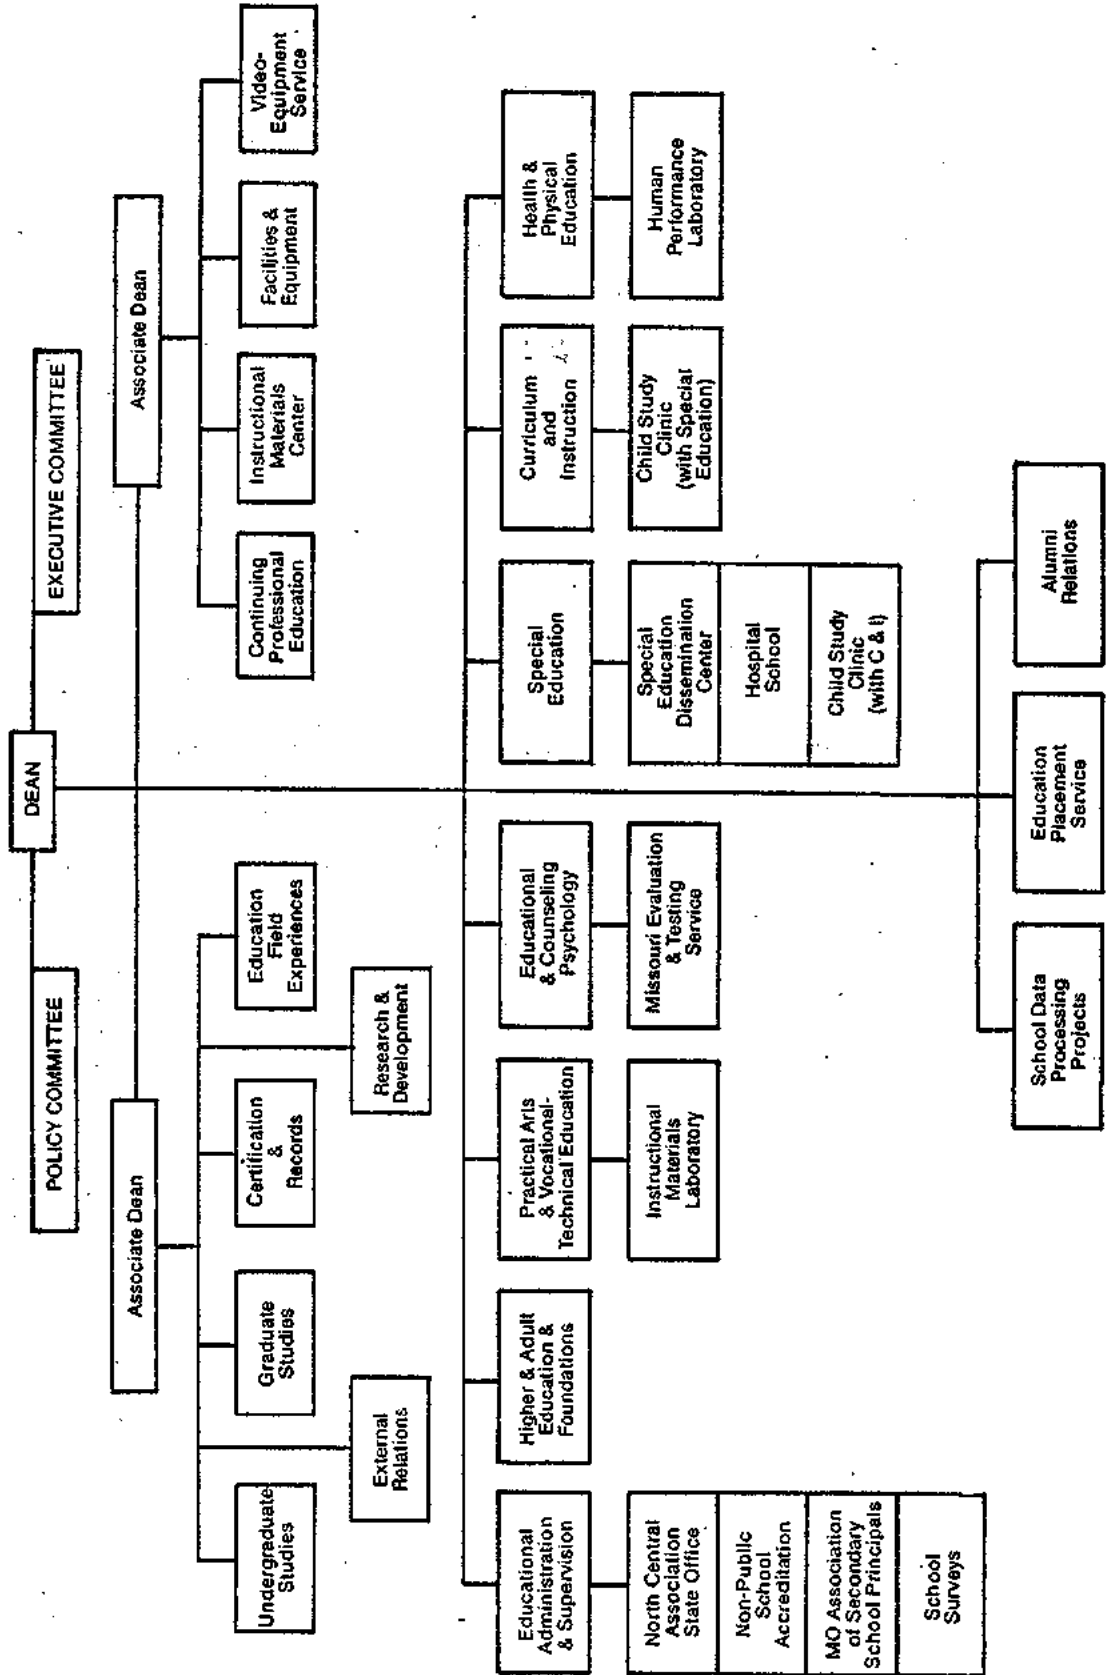 DEAN
POLICY COMMITTEE
EXECUTIVE COMMITTEE
Associate Dean
Associate Dean
Undergraduate
Studies
Graduate
Studies
Certification
&
Records
Education
Field
Experiences
External
Relations
Research &
Development
Continuing
Professional
Education
Instructional
Materials
Center
Facilities &
Equipment
Video-
Equipment
Service
Educational
Administration
& Supervision
Higher & Adult
Education &
Foundations
Practical Arts
& Vocational-
Technical Education
Educational
& Counseling
Psychology
Special
Education
Curriculum
and
Instruction
Health &
Physical
Education
North Central
Association
State Office
Non-Public
School
Accreditation
MO Association
of Secondary
School Principals
School
Surveys
Instructional
Materials
Laboratory
Missouri Evaluation
& Testing
Service
Special
Education
Dissemination
Center
Hospital
School
Child Study
Clinic
(with C & I)
Child Study
Clinic
(with Special
Education)
Human
Performance
Laboratory
School Data
Processing
Projects
Education
Placement
Service
Alumni
Relations